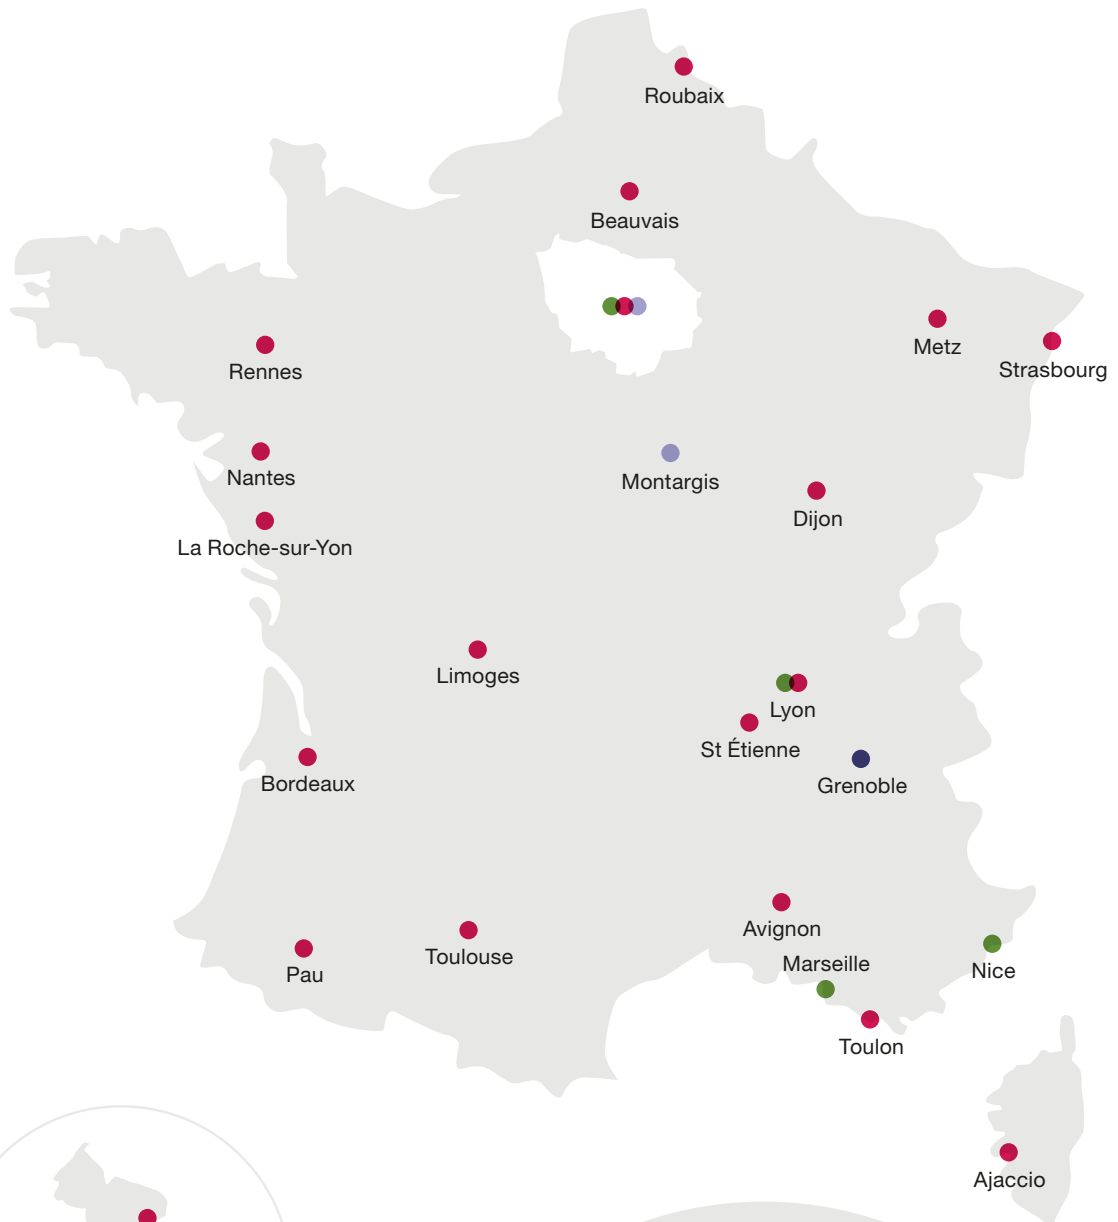 Roubaix
Beauvais
Metz
Strasbourg
Rennes
Nantes
Montargis
Dijon
La Roche-sur-Yon
Limoges
Lyon
St Étienne
Bordeaux
Grenoble
Avignon
Toulouse
Marseille
Pau
Nice
Toulon
Ajaccio